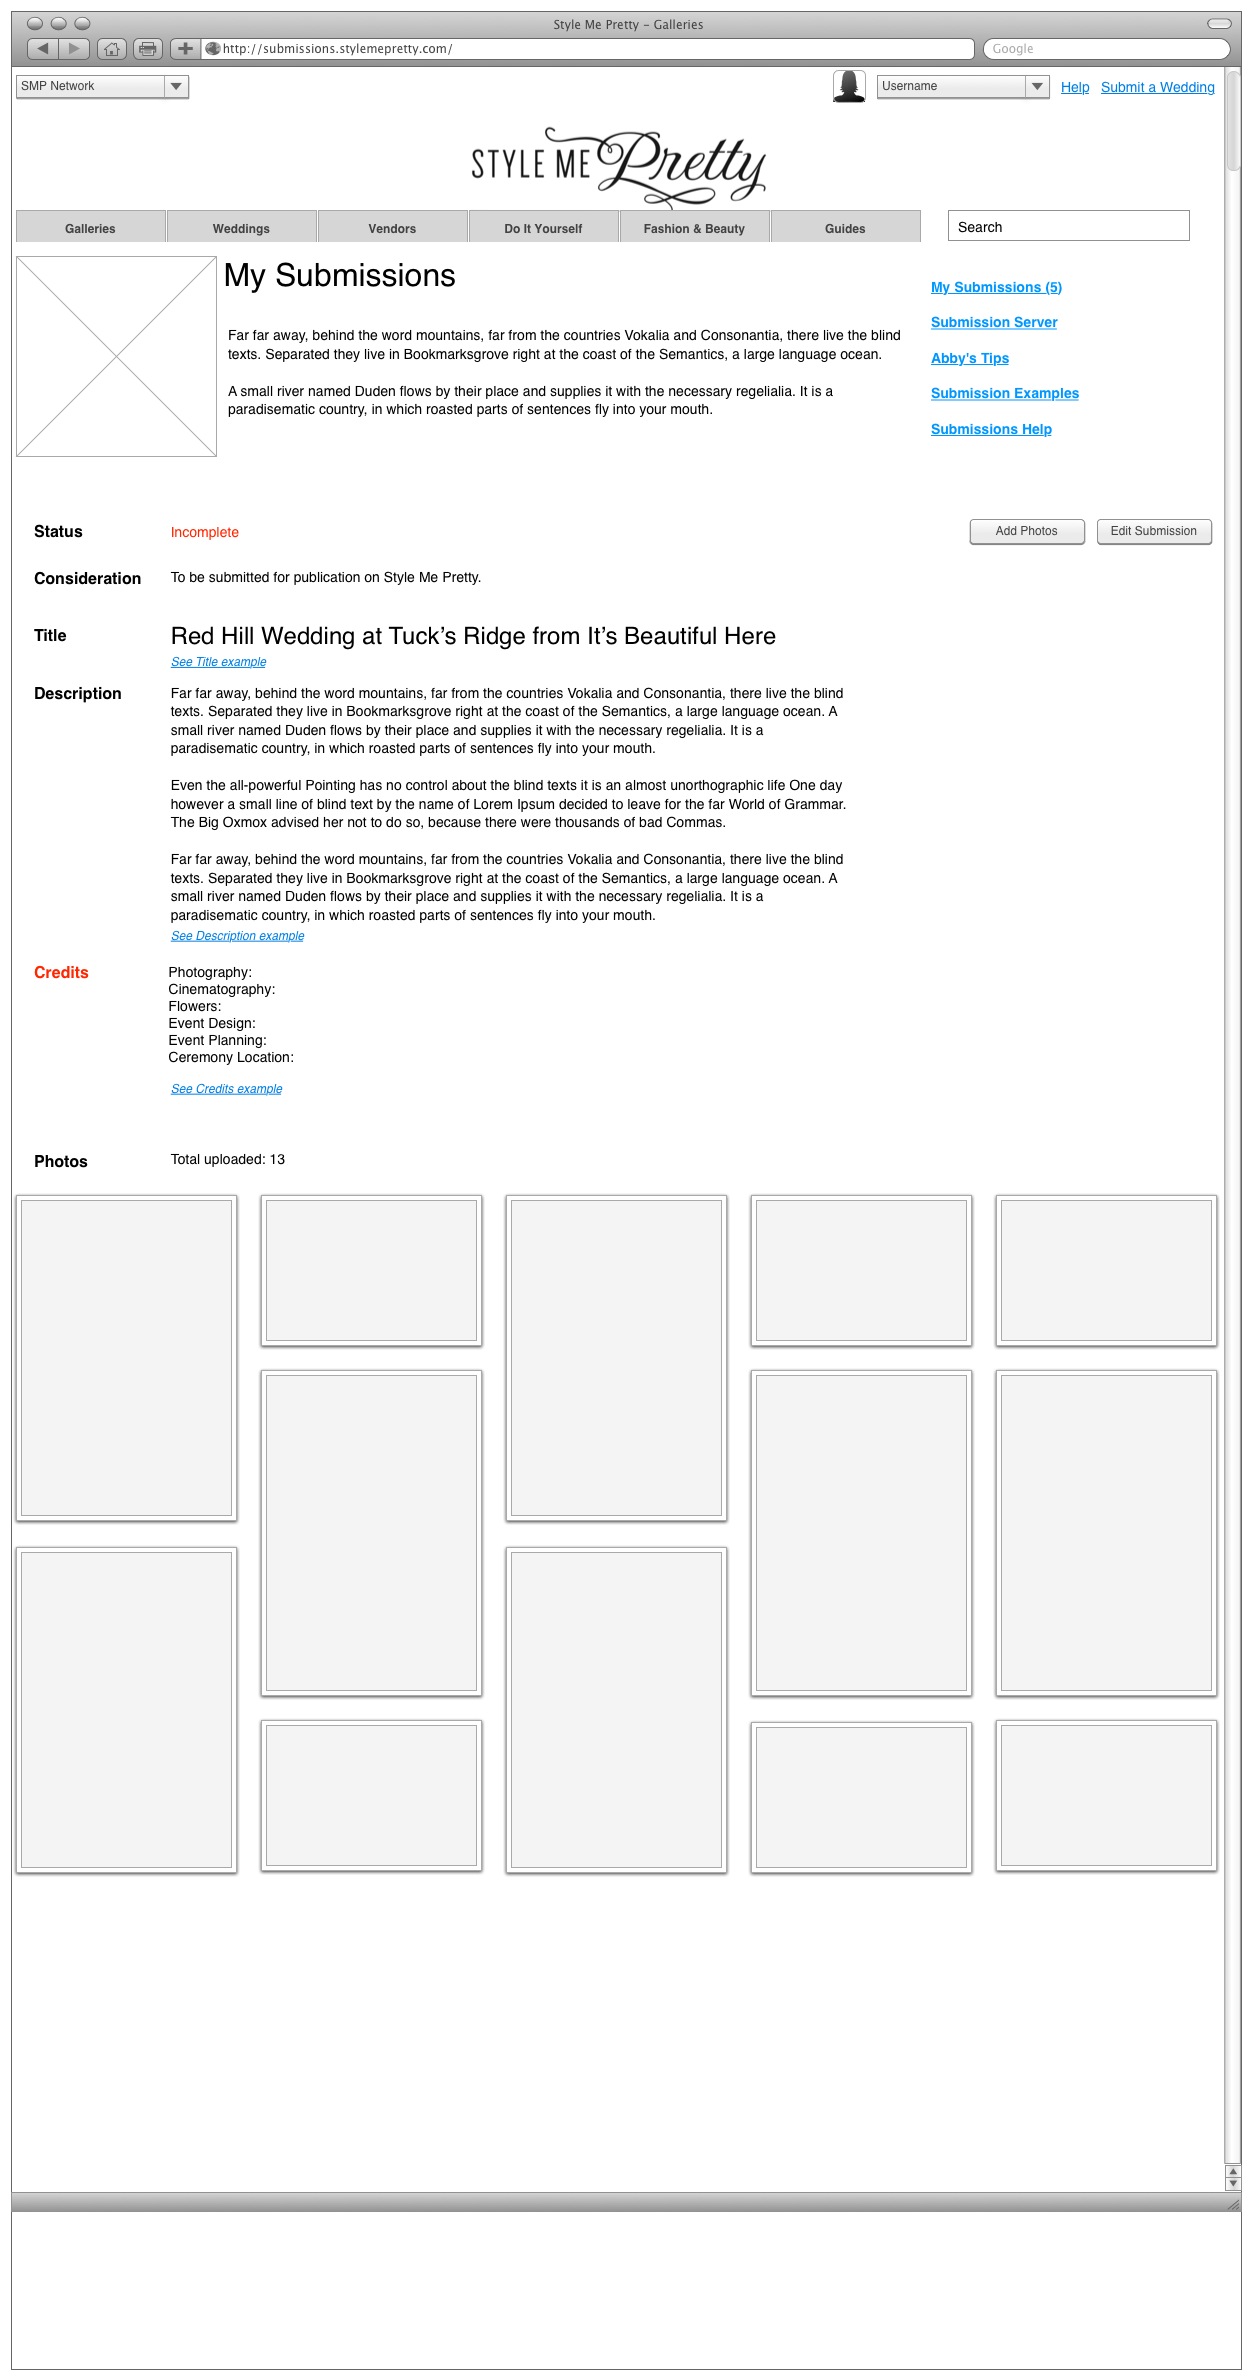 Style Me Pretty – Galleries
http://submissions.stylemepretty.com/
Google
SMP Network
Username
Help
Submit a Wedding
STYLE ME Pretty
Galleries
Weddings
Vendors
Do It Yourself
Fashion & Beauty
Guides
Search
My Submissions
Far far away, behind the word mountains, far from the countries Vokalia and Consonantia, there live the blind
texts. Separated they live in Bookmarksgrove right at the coast of the Semantics, a large language ocean.
A small river named Duden flows by their place and supplies it with the necessary regelialia. It is a
paradisematic country, in which roasted parts of sentences fly into your mouth.
My Submissions (5)
Submission Server
Abby's Tips
Submission Examples
Submissions Help
Status
Incomplete
Add Photos
Edit Submission
Consideration
To be submitted for publication on Style Me Pretty.
Title
Red Hill Wedding at Tuck’s Ridge from It’s Beautiful Here
See Title example
Description
Far far away, behind the word mountains, far from the countries Vokalia and Consonantia, there live the blind
texts. Separated they live in Bookmarksgrove right at the coast of the Semantics, a large language ocean. A
small river named Duden flows by their place and supplies it with the necessary regelialia. It is a
paradisematic country, in which roasted parts of sentences fly into your mouth.
Even the all-powerful Pointing has no control about the blind texts it is an almost unorthographic life One day
however a small line of blind text by the name of Lorem Ipsum decided to leave for the far World of Grammar.
The Big Oxmox advised her not to do so, because there were thousands of bad Commas.
Far far away, behind the word mountains, far from the countries Vokalia and Consonantia, there live the blind
texts. Separated they live in Bookmarksgrove right at the coast of the Semantics, a large language ocean. A
small river named Duden flows by their place and supplies it with the necessary regelialia. It is a
paradisematic country, in which roasted parts of sentences fly into your mouth.
See Description example
Credits
Photography:
Cinematography:
Flowers:
Event Design:
Event Planning:
Ceremony Location:
See Credits example
Photos
Total uploaded: 13